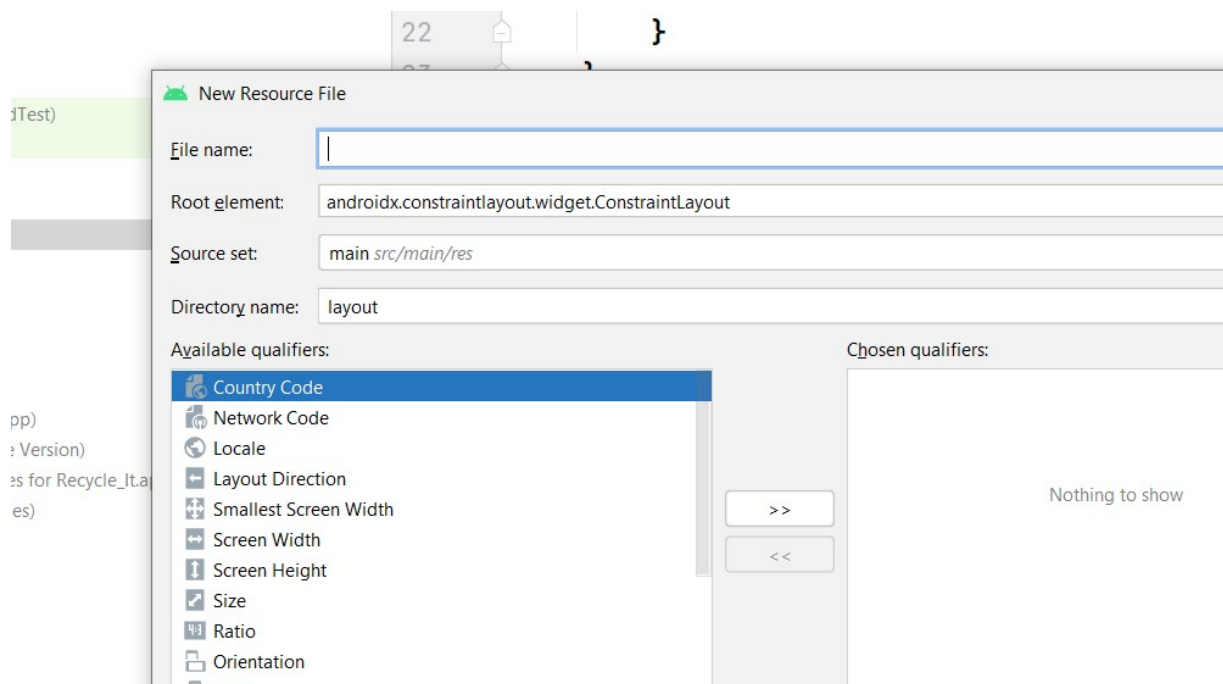 22 }
}
New Resource File
dTest)
File name:
Root element: androidx.constraintlayout.widget.ConstraintLayout
Source set: main src/main/res
Directory name: layout
Available qualifiers: Chosen qualifiers:
Country Code
Network Code
pp)
Locale
e Version)
Layout Direction
es for Recycle_It.a
Nothing to show
Smallest Screen Width
>>
es)
Screen Width
<<
Screen Height
Size
Ratio
Orientation